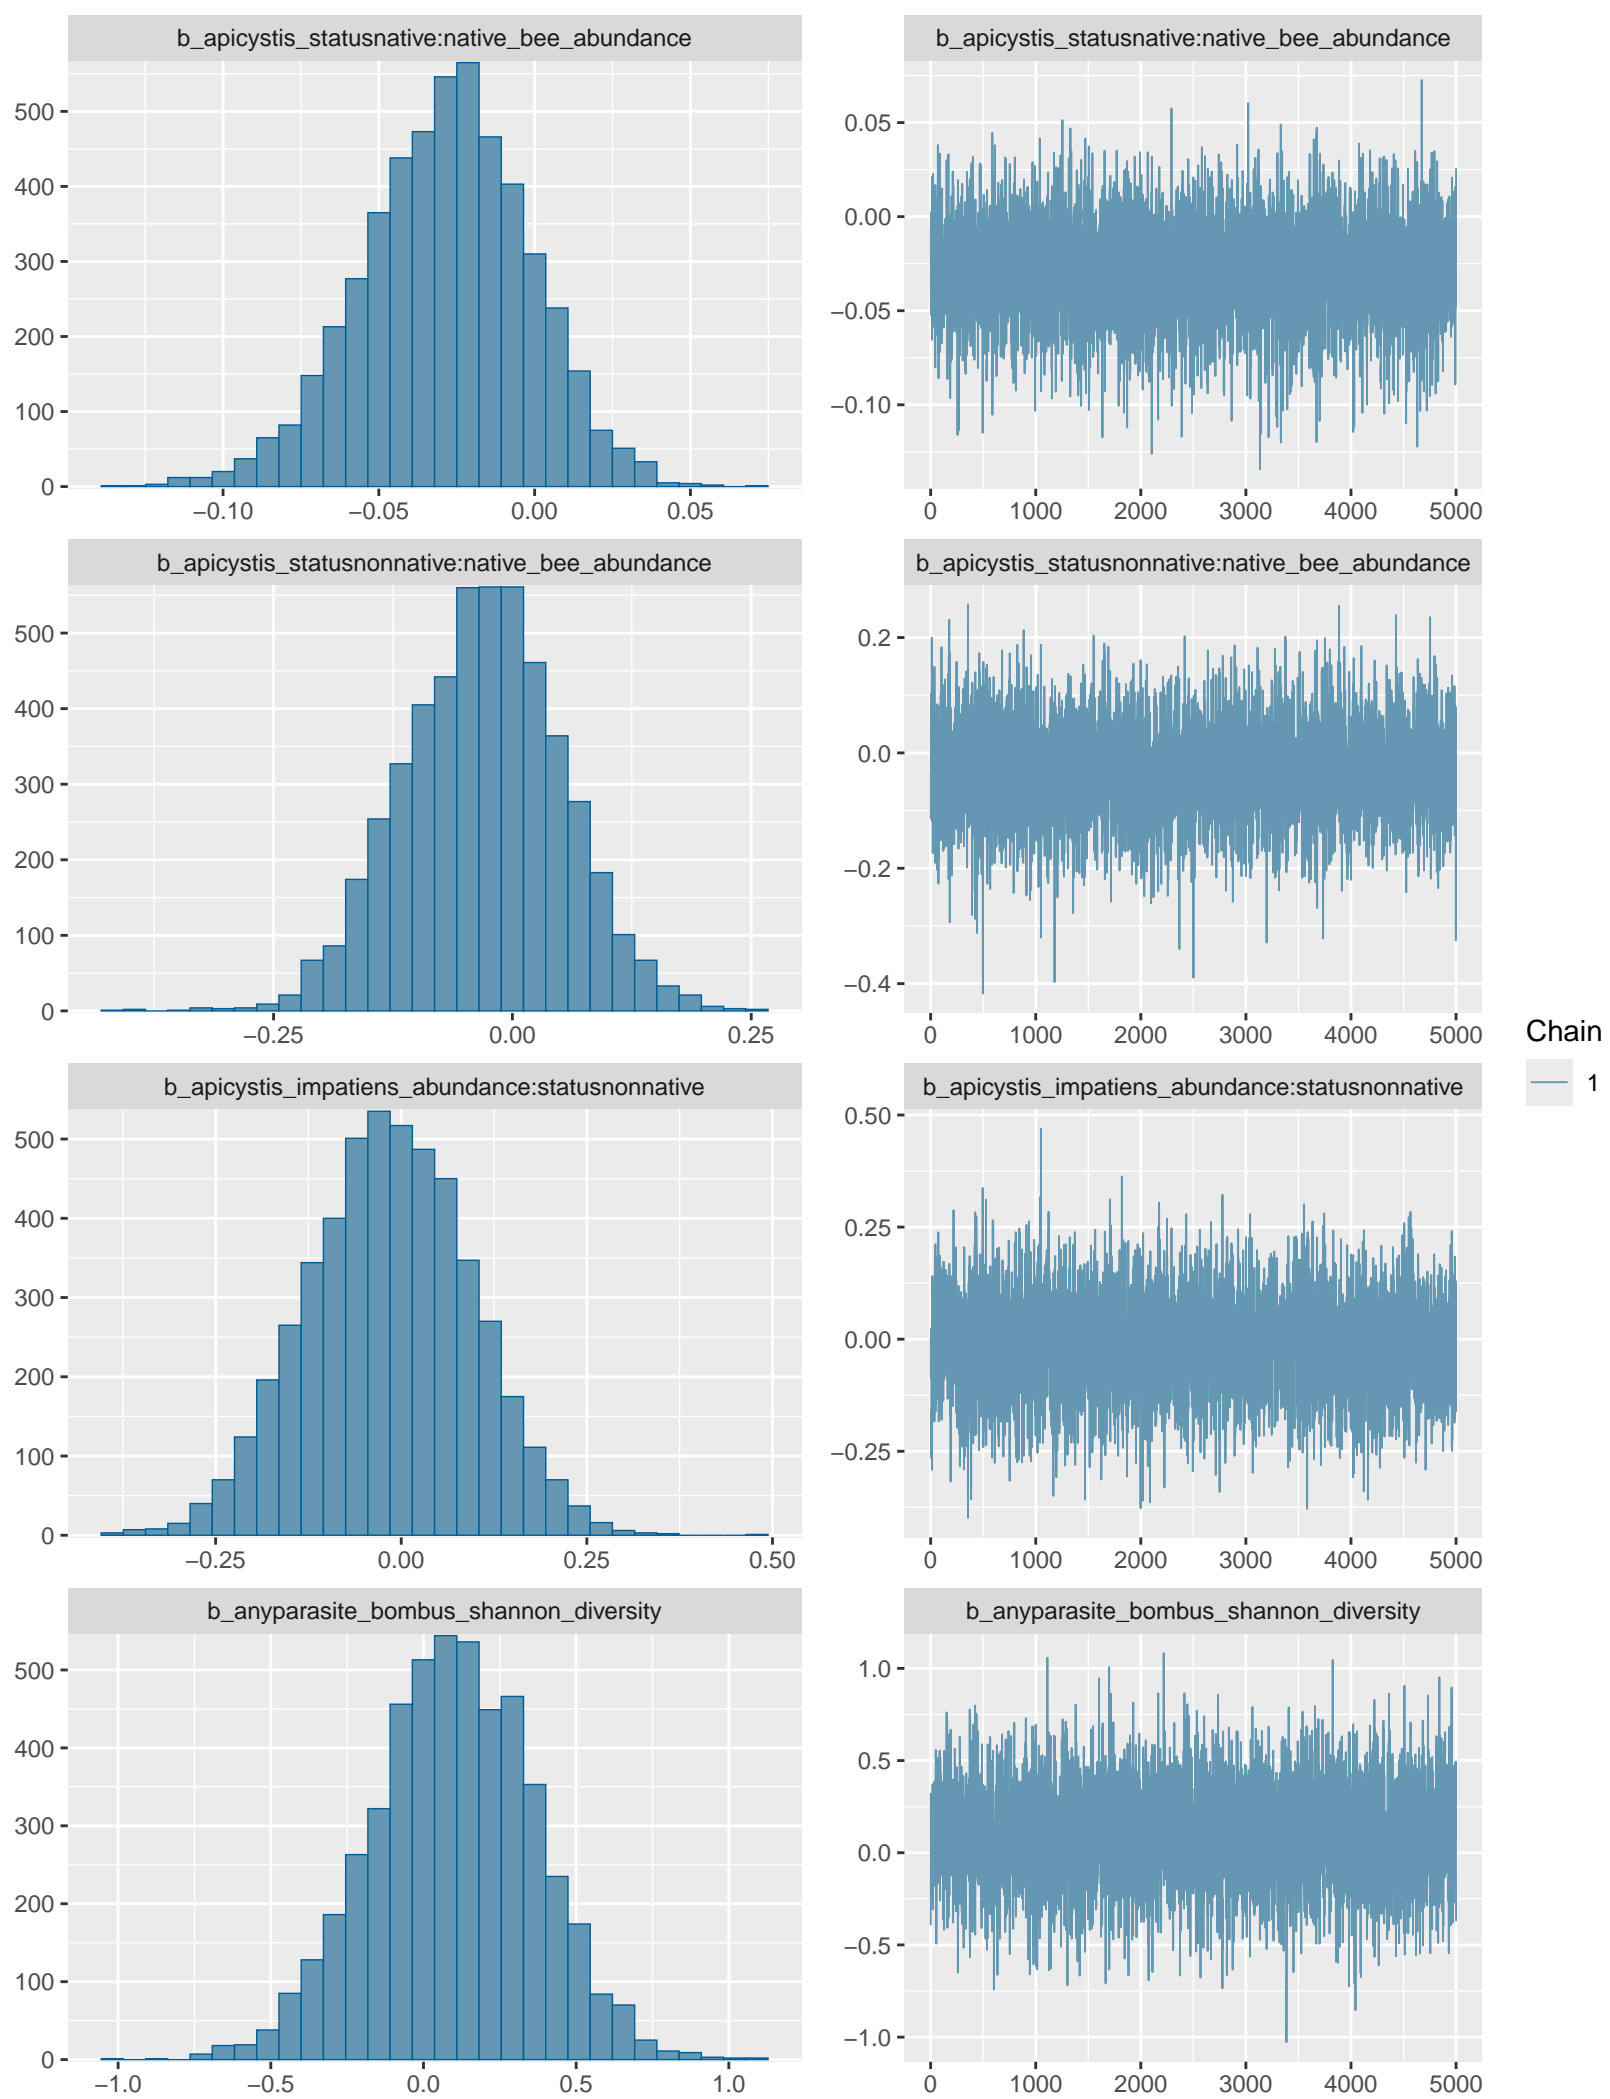 b_apicystis_statusnative:native_bee_abundance
b_apicystis_statusnative:native_bee_abundance
500
400
300
200
100
0
−0.10 −0.05 0.00 0.05
0.05
0.00
−0.05
−0.10
0 1000 2000 3000 4000 5000
b_apicystis_statusnonnative:native_bee_abundance
b_apicystis_statusnonnative:native_bee_abundance
500
400
300
200
100
0
−0.25 0.00 0.25
0.2
0.0
−0.2
−0.4
0 1000 2000 3000 4000 5000
b_apicystis_impatiens_abundance:statusnonnative
b_apicystis_impatiens_abundance:statusnonnative
500
400
300
200
100
0
−0.25 0.00 0.25 0.50
0.50
0.25
0.00
−0.25
0 1000 2000 3000 4000 5000
b_anyparasite_bombus_shannon_diversity
b_anyparasite_bombus_shannon_diversity
500
400
300
200
100
0
−1.0 −0.5 0.0 0.5 1.0
1.0
0.5
0.0
−0.5
−1.0
0 1000 2000 3000 4000 5000
Chain
1